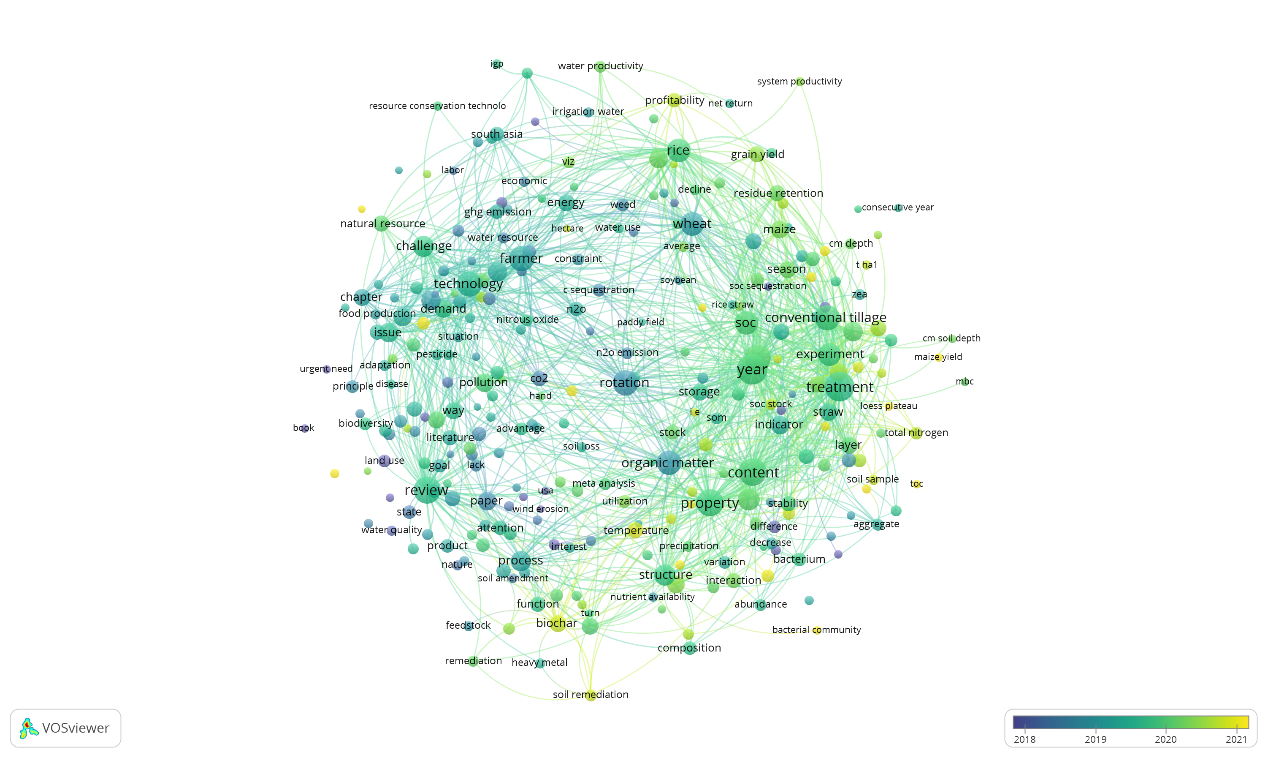 igp
water productivity
system productivity
resource conservation technolo
irrigation water
profitability
net return
south asia
rice
viz
grain yield
labor
economic
decline
residue retention
ghg emission
energy
weed
consecutive year
natural resource
hectare
water use
wheat
maize
water resource
challenge
average
cm depth
farmer
constraint
t ha1
season
technology
soybean
soc sequestration
c sequestration
chapter
zea
demand
n2o
rice straw
food production
nitrous oxide
paddy field
soc
conventional tillage
issue
situation
cm soil depth
pesticide
n2o emission
experiment
maize yield
adaptation
urgent need
year
principle
disease
pollution
co2
rotation
mbc
hand
storage
treatment
way
i e
soc stock
loess plateau
straw
biodiversity
advantage
som
indicator
book
literature
stock
total nitrogen
soil loss
layer
land use
goal
lack
organic matter
content
meta analysis
soil sample
toc
review
usa
paper
utilization
property
stability
state
wind erosion
water quality
attention
temperature
difference
aggregate
product
interest
precipitation
decrease
nature
process
variation
bacterium
soil amendment
structure
interaction
function
nutrient availability
abundance
turn
feedstock
biochar
bacterial community
composition
remediation
heavy metal
soil remediation
VOSviewer
2018
2019
2020
2021